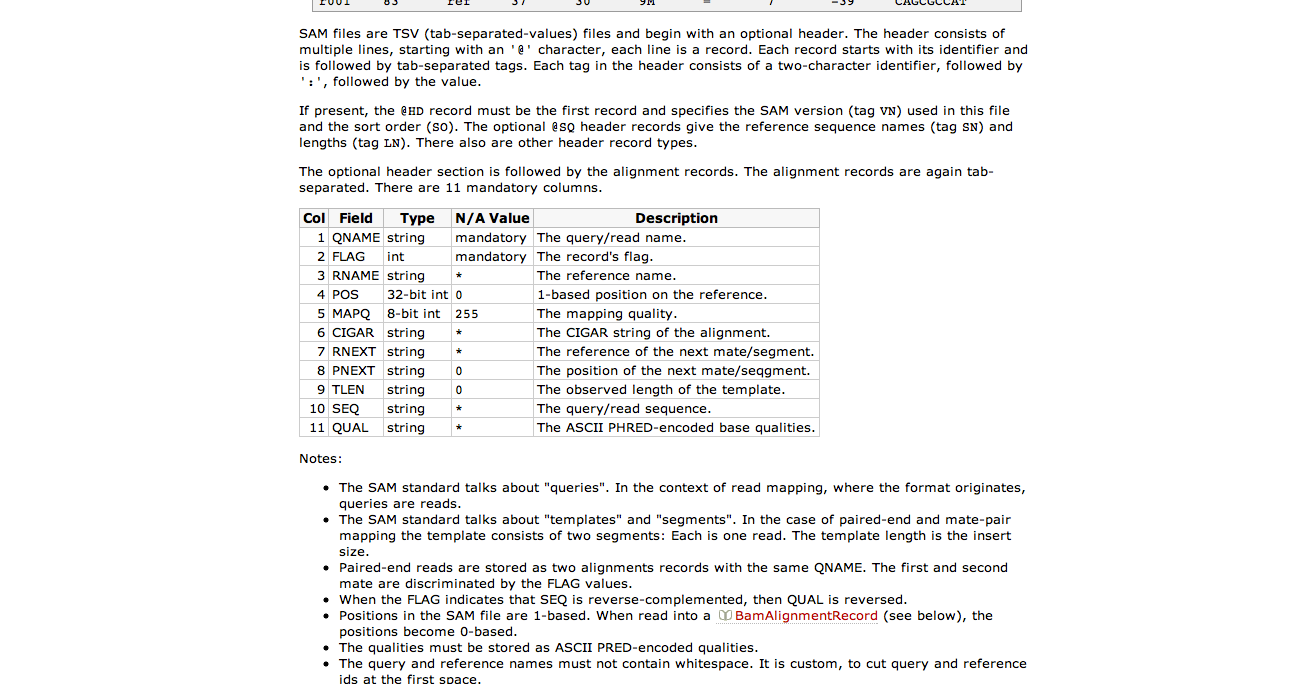 r001 83 ref 37 30 9M = 7 -39 CAGCGCCAT
SAM files are TSV (tab-separated-values) files and begin with an optional header. The header consists of
multiple lines, starting with an '@' character, each line is a record. Each record starts with its identifier and
is followed by tab-separated tags. Each tag in the header consists of a two-character identifier, followed by
':', followed by the value.
If present, the @HD record must be the first record and specifies the SAM version (tag VN) used in this file
and the sort order (SO). The optional @SQ header records give the reference sequence names (tag SN) and
lengths (tag LN). There also are other header record types.
The optional header section is followed by the alignment records. The alignment records are again tab-
separated. There are 11 mandatory columns.
Col Field Type N/A Value Description
1 QNAME string mandatory The query/read name.
2 FLAG int mandatory The record's flag.
3 RNAME string * The reference name.
4 POS 32-bit int 0 1-based position on the reference.
5 MAPQ 8-bit int 255 The mapping quality.
6 CIGAR string * The CIGAR string of the alignment.
7 RNEXT string * The reference of the next mate/segment.
8 PNEXT string 0 The position of the next mate/seqgment.
9 TLEN string 0 The observed length of the template.
10 SEQ string * The query/read sequence.
11 QUAL string * The ASCII PHRED-encoded base qualities.
Notes:
• The SAM standard talks about "queries". In the context of read mapping, where the format originates,
queries are reads.
• The SAM standard talks about "templates" and "segments". In the case of paired-end and mate-pair
mapping the template consists of two segments: Each is one read. The template length is the insert
size.
• Paired-end reads are stored as two alignments records with the same QNAME. The first and second
mate are discriminated by the FLAG values.
• When the FLAG indicates that SEQ is reverse-complemented, then QUAL is reversed.
• Positions in the SAM file are 1-based. When read into a BamAlignmentRecord (see below), the
positions become 0-based.
• The qualities must be stored as ASCII PRED-encoded qualities.
• The query and reference names must not contain whitespace. It is custom, to cut query and reference
ids at the first space.